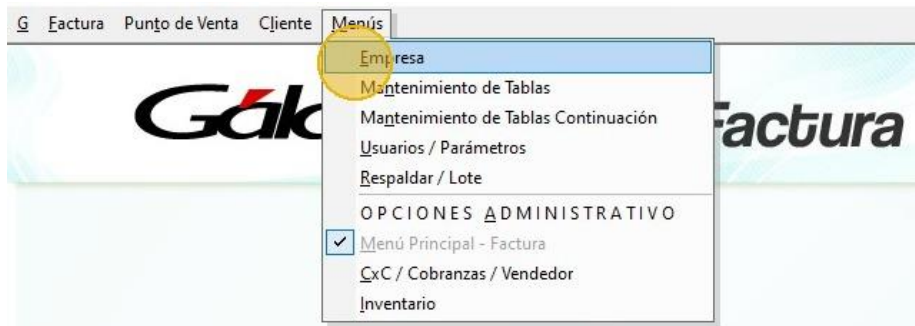 G Factura Punto de Venta Cliente Menús
Empresa
Mantenimiento de Tablas
Mantenimiento de Tablas Continuación
Usuarios / Parámetros
Respaldar / Lote
OPCIONES ADMINISTRATIVO
Menú Principal - Factura
CxC / Cobranzas / Vendedor
Inventario
Factura